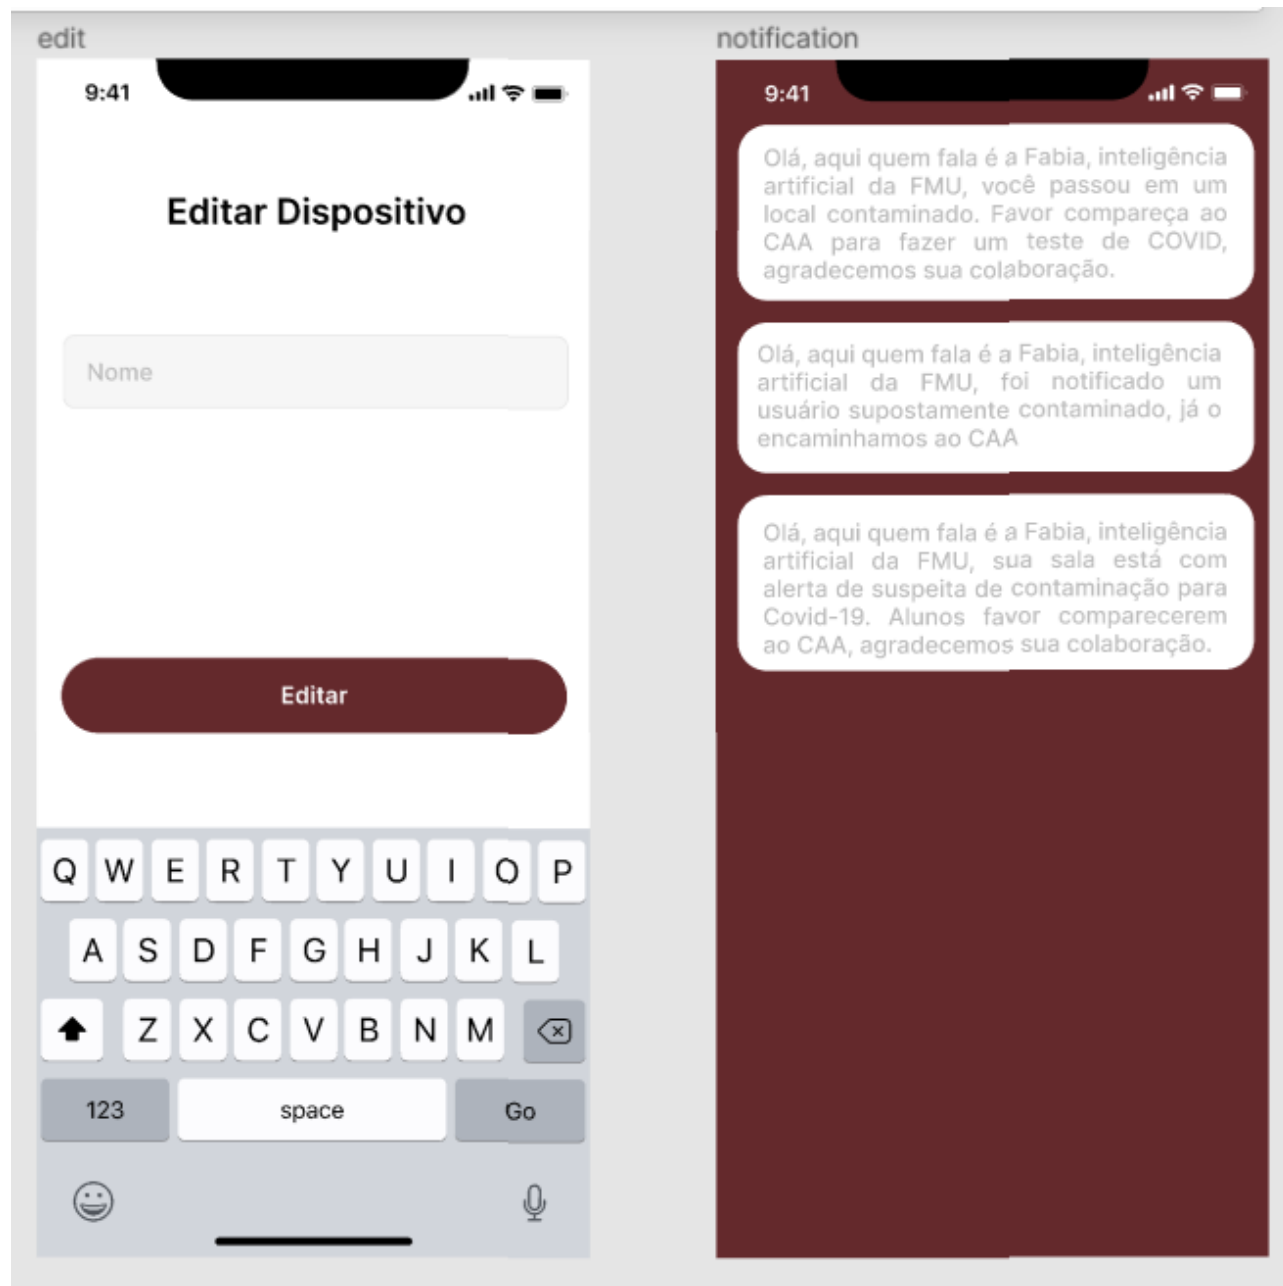 edit
9:41
Editar Dispositivo
Nome
Editar
Q W E R T Y U I O P
A S D F G H J K L
Z X C V B N M
123 space Go
notification
9:41
Olá, aqui quem fala é a Fabia, inteligência
artificial da FMU, você passou em um
local contaminado. Favor compareça ao
CAA para fazer um teste de COVID,
agradecemos sua colaboração.
Olá, aqui quem fala é a Fabia, inteligência
artificial da FMU, foi notificado um
usuário supostamente contaminado, já o
encaminhamos ao CAA
Olá, aqui quem fala é a Fabia, inteligência
artificial da FMU, sua sala está com
alerta de suspeita de contaminação para
Covid-19. Alunos favor comparecerem
ao CAA, agradecemos sua colaboração.